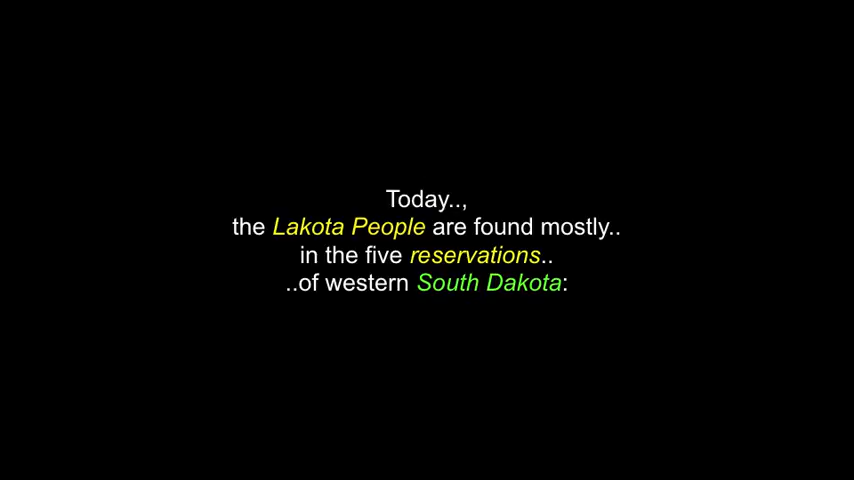 Today..,
the Lakota People are found mostly..
in the five reservations..
..of western South Dakota: